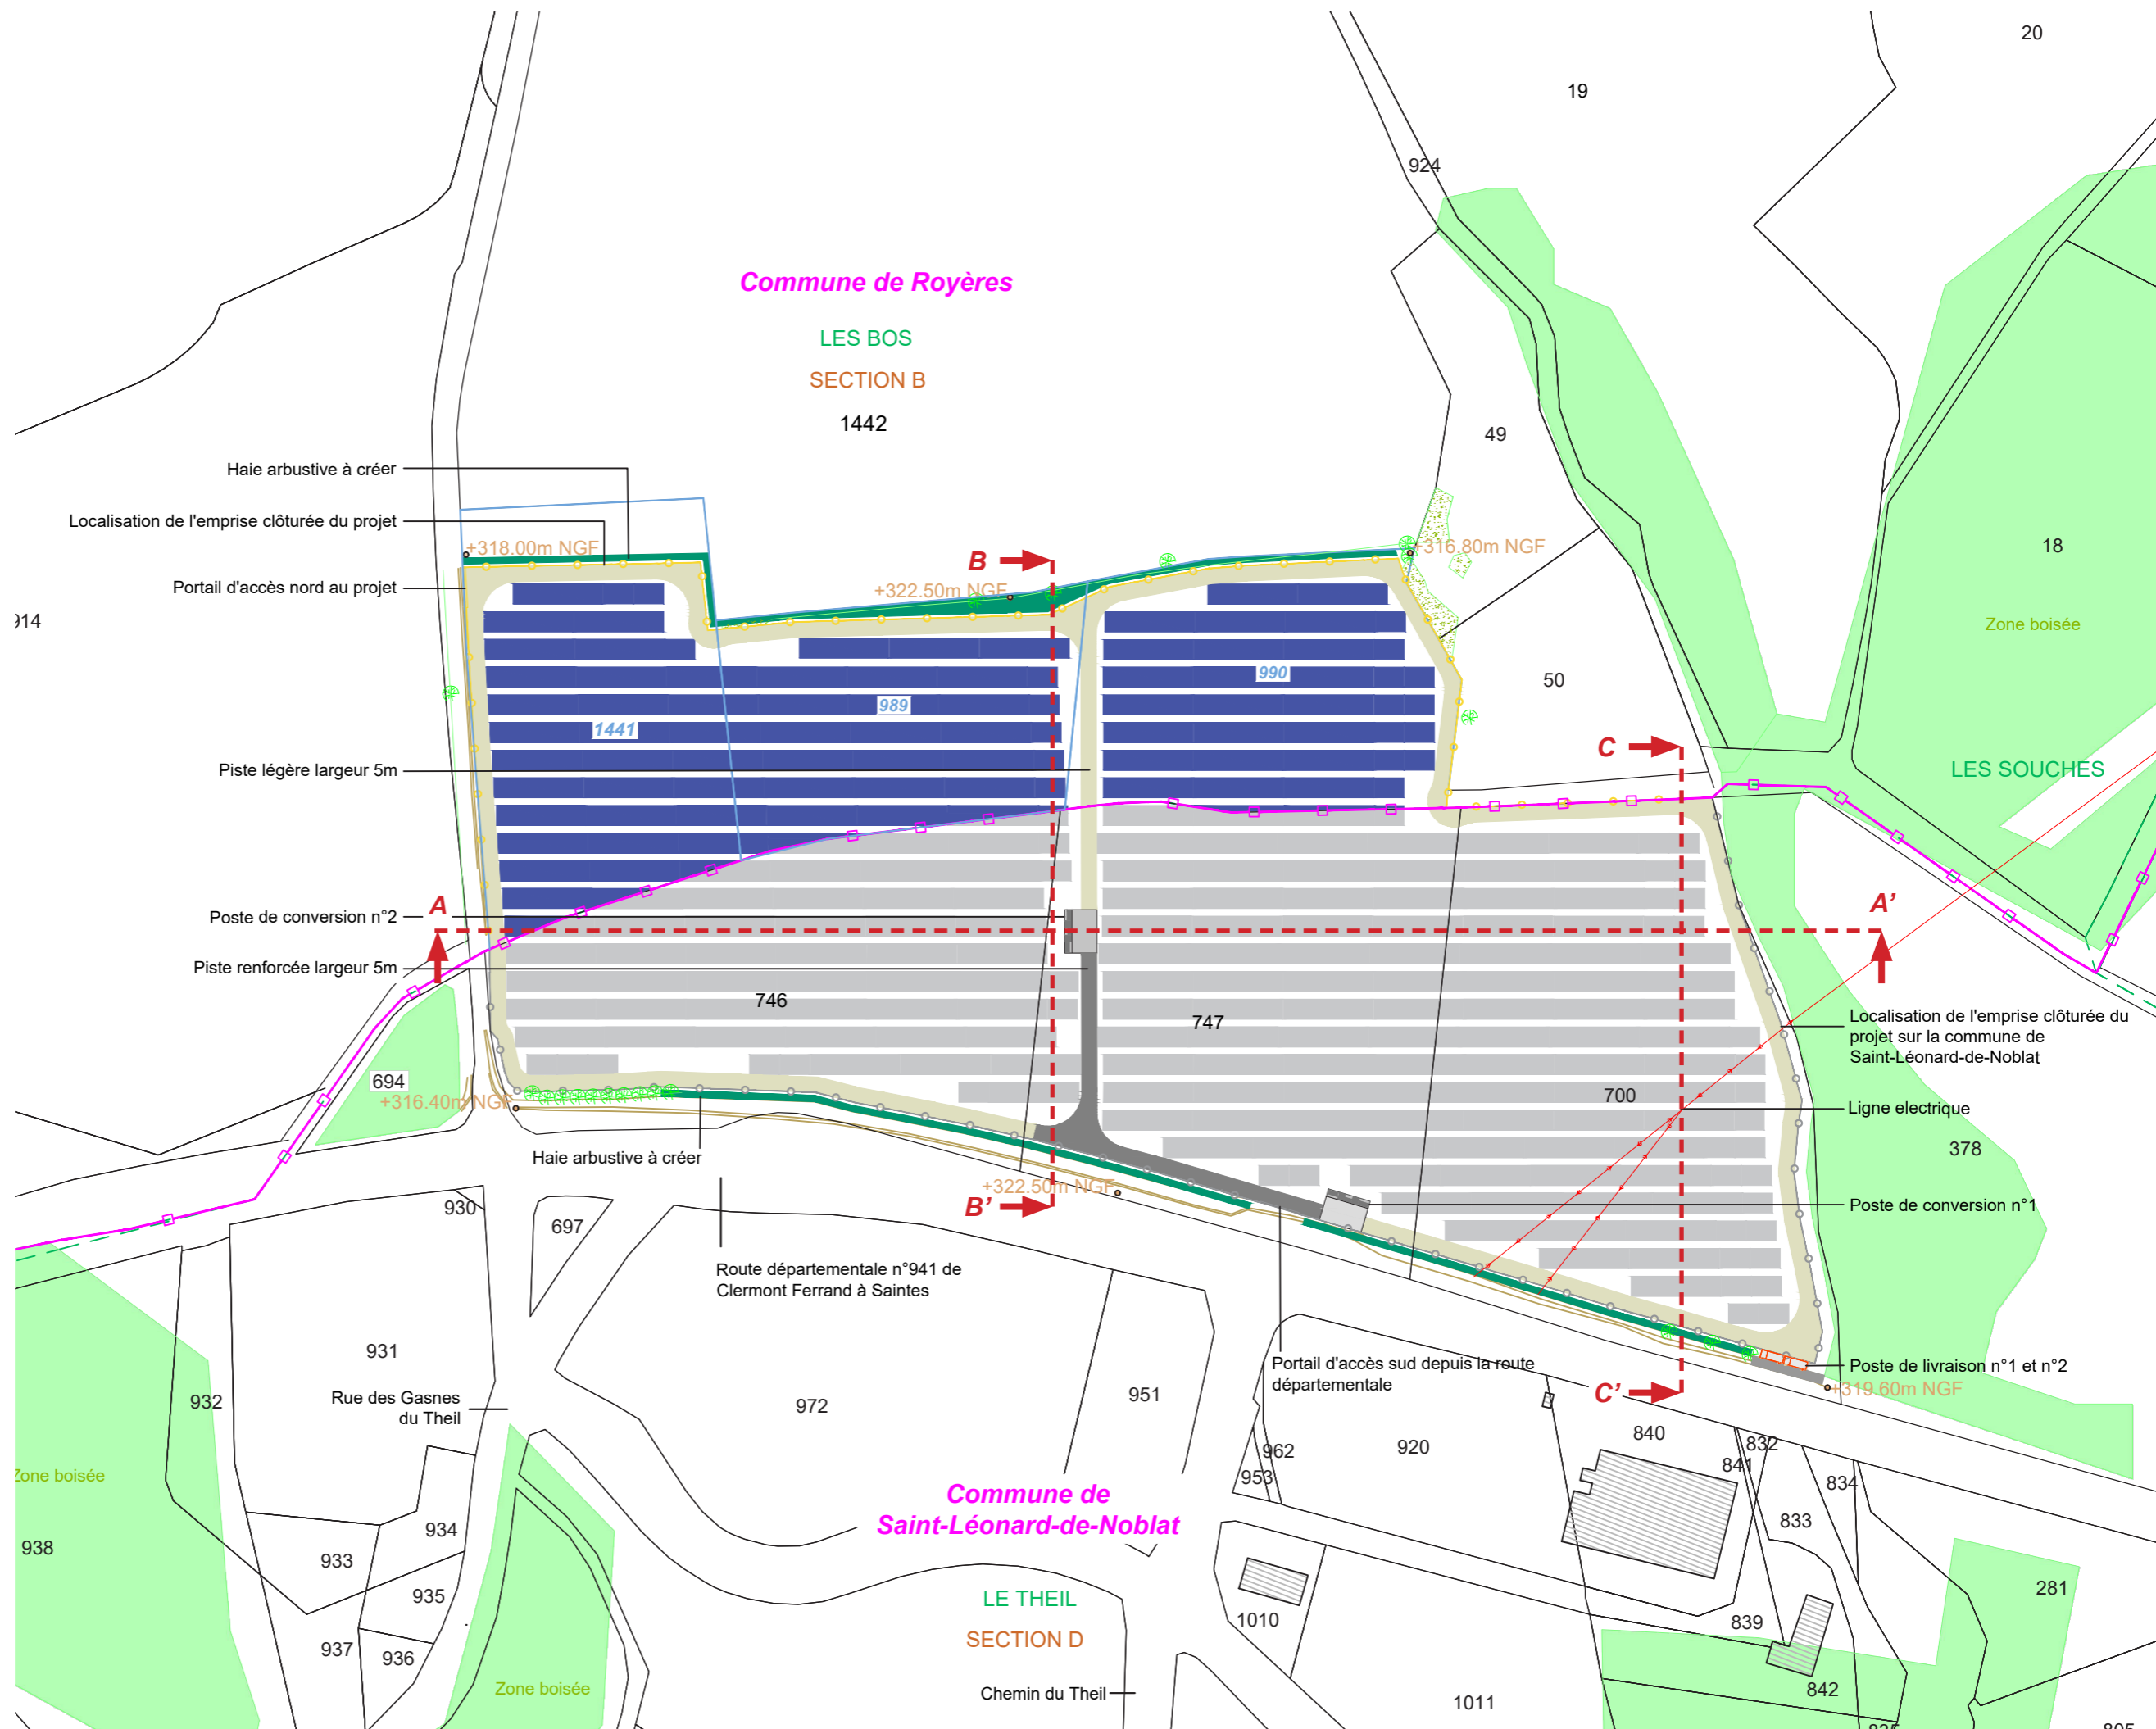 20
19
924
Commune de Royères
LES BOS
SECTION B
1442
49
Haie arbustive à créer
Localisation de l'emprise clôturée du projet
+318.00m NGF
B
+316.80m NGF
18
Portail d'accès nord au projet
+322.50m NGF
914
Zone boisée
990
50
989
1441
C
Piste légère largeur 5m
LES SOUCHES
A
A'
Poste de conversion n°2
Piste renforcée largeur 5m
746
747
Localisation de l'emprise clôturée du
projet sur la commune de
Saint-Léonard-de-Noblat
694
+316.40m NGF
700
Ligne electrique
378
Haie arbustive à créer
+322.50m NGF
B'
Poste de conversion n°1
930
697
Route départementale n°941 de
Clermont Ferrand à Saintes
931
Portail d'accès sud depuis la route
départementale
Poste de livraison n°1 et n°2
+319.60m NGF
C'
932
Rue des Gasnes
du Theil
972
951
962
920
840
832
841
953
834
Zone boisée
Commune de
Saint-Léonard-de-Noblat
833
934
938
933
281
935
LE THEIL
1010
839
SECTION D
937
936
Zone boisée
Chemin du Theil
1011
842